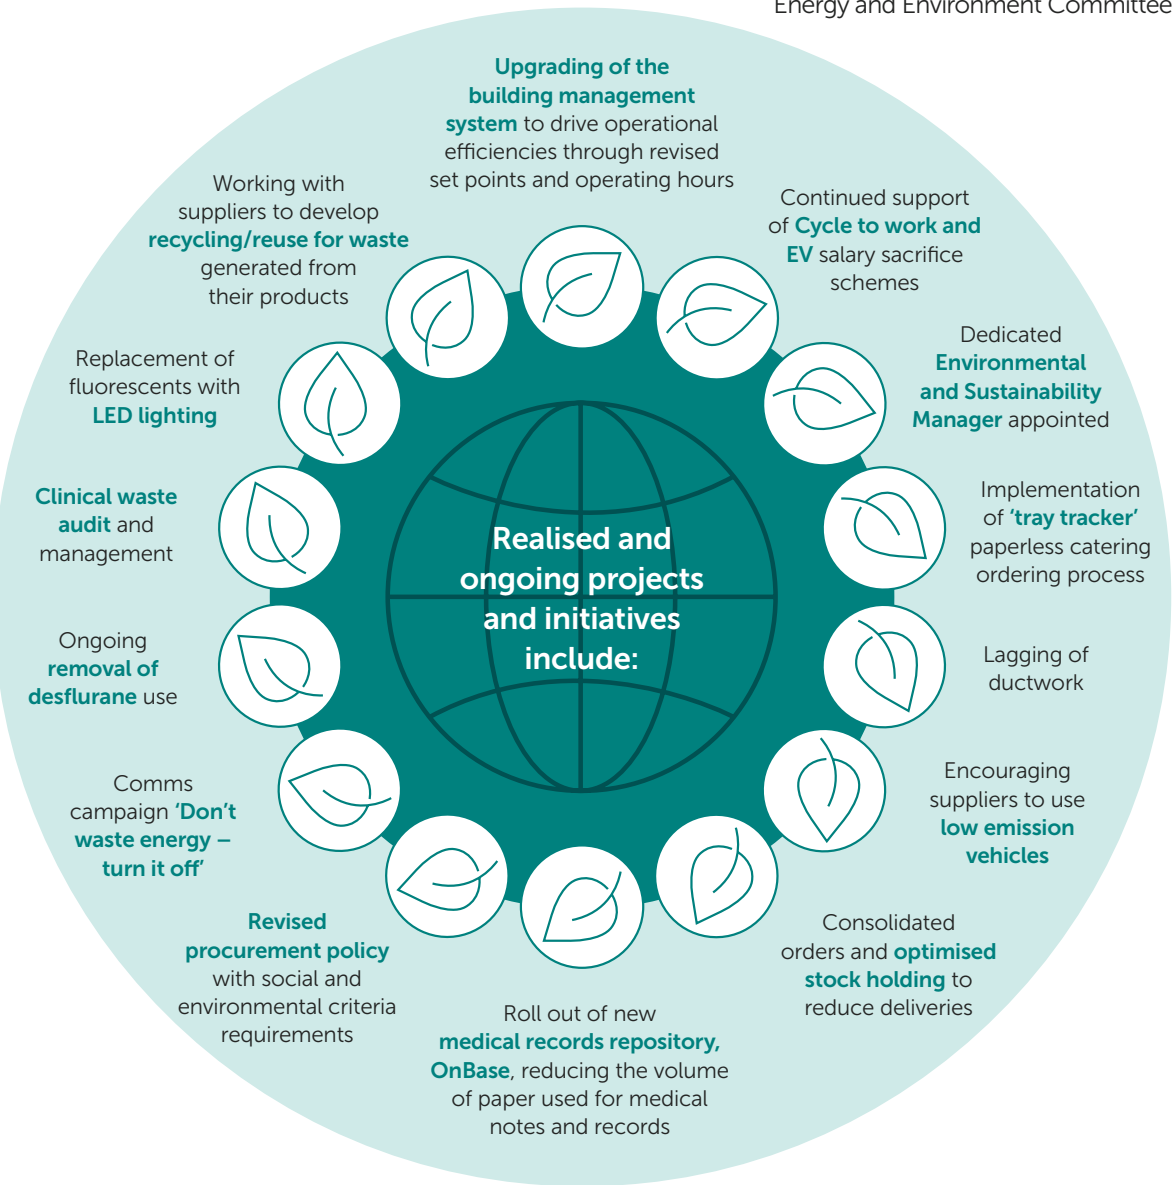 Energy and Environment Committee
Upgrading of the
building management
system to drive operational
efficiencies through revised
set points and operating hours
Continued support
of Cycle to work and
EV salary sacrifice
schemes
Dedicated
Environmental
and Sustainability
Manager appointed
Implementation
of ‘tray tracker’
paperless catering
ordering process
Lagging of
ductwork
Encouraging
suppliers to use
low emission
vehicles
Consolidated
orders and optimised
stock holding to
reduce deliveries
Roll out of new
medical records repository,
OnBase, reducing the volume
of paper used for medical
notes and records
Revised
procurement policy
with social and
environmental criteria
requirements
Comms
campaign ‘Don’t
waste energy –
turn it off’
Ongoing
removal of
desflurane use
Clinical waste
audit and
management
Replacement of
fluorescents with
LED lighting
Working with
suppliers to develop
recycling/reuse for waste
generated from
their products
Realised and
ongoing projects
and initiatives
include: